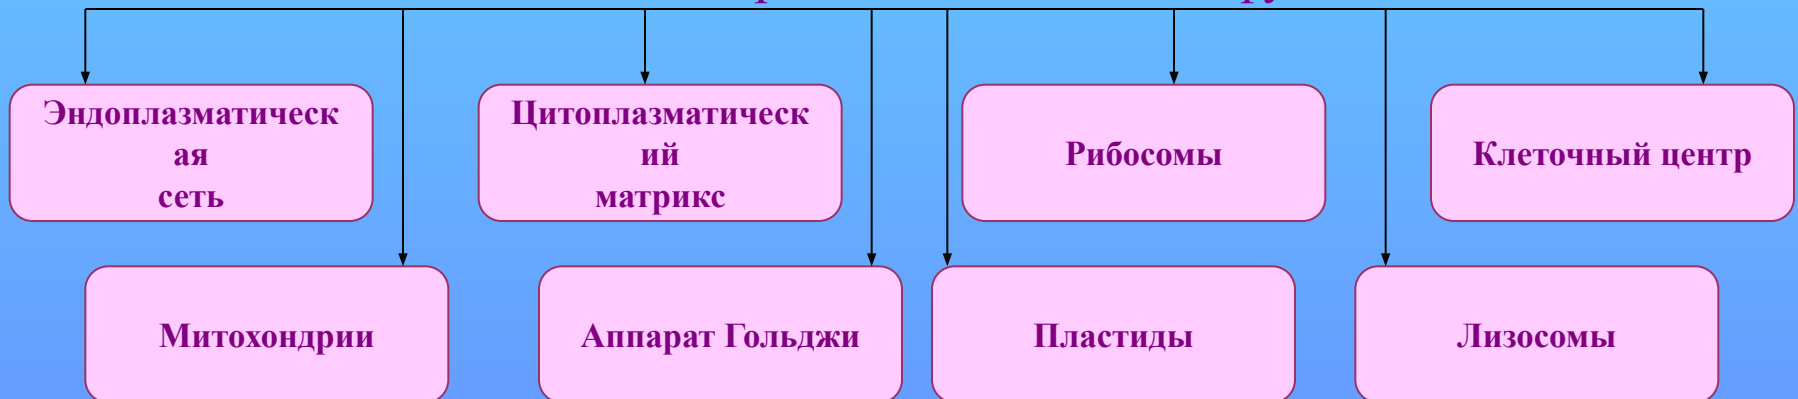 Эндоплазматическ
ая
сеть
Цитоплазматическ
ий
матрикс
Рибосомы
Клеточный центр
Митохондрии
Аппарат Гольджи
Пластиды
Лизосомы